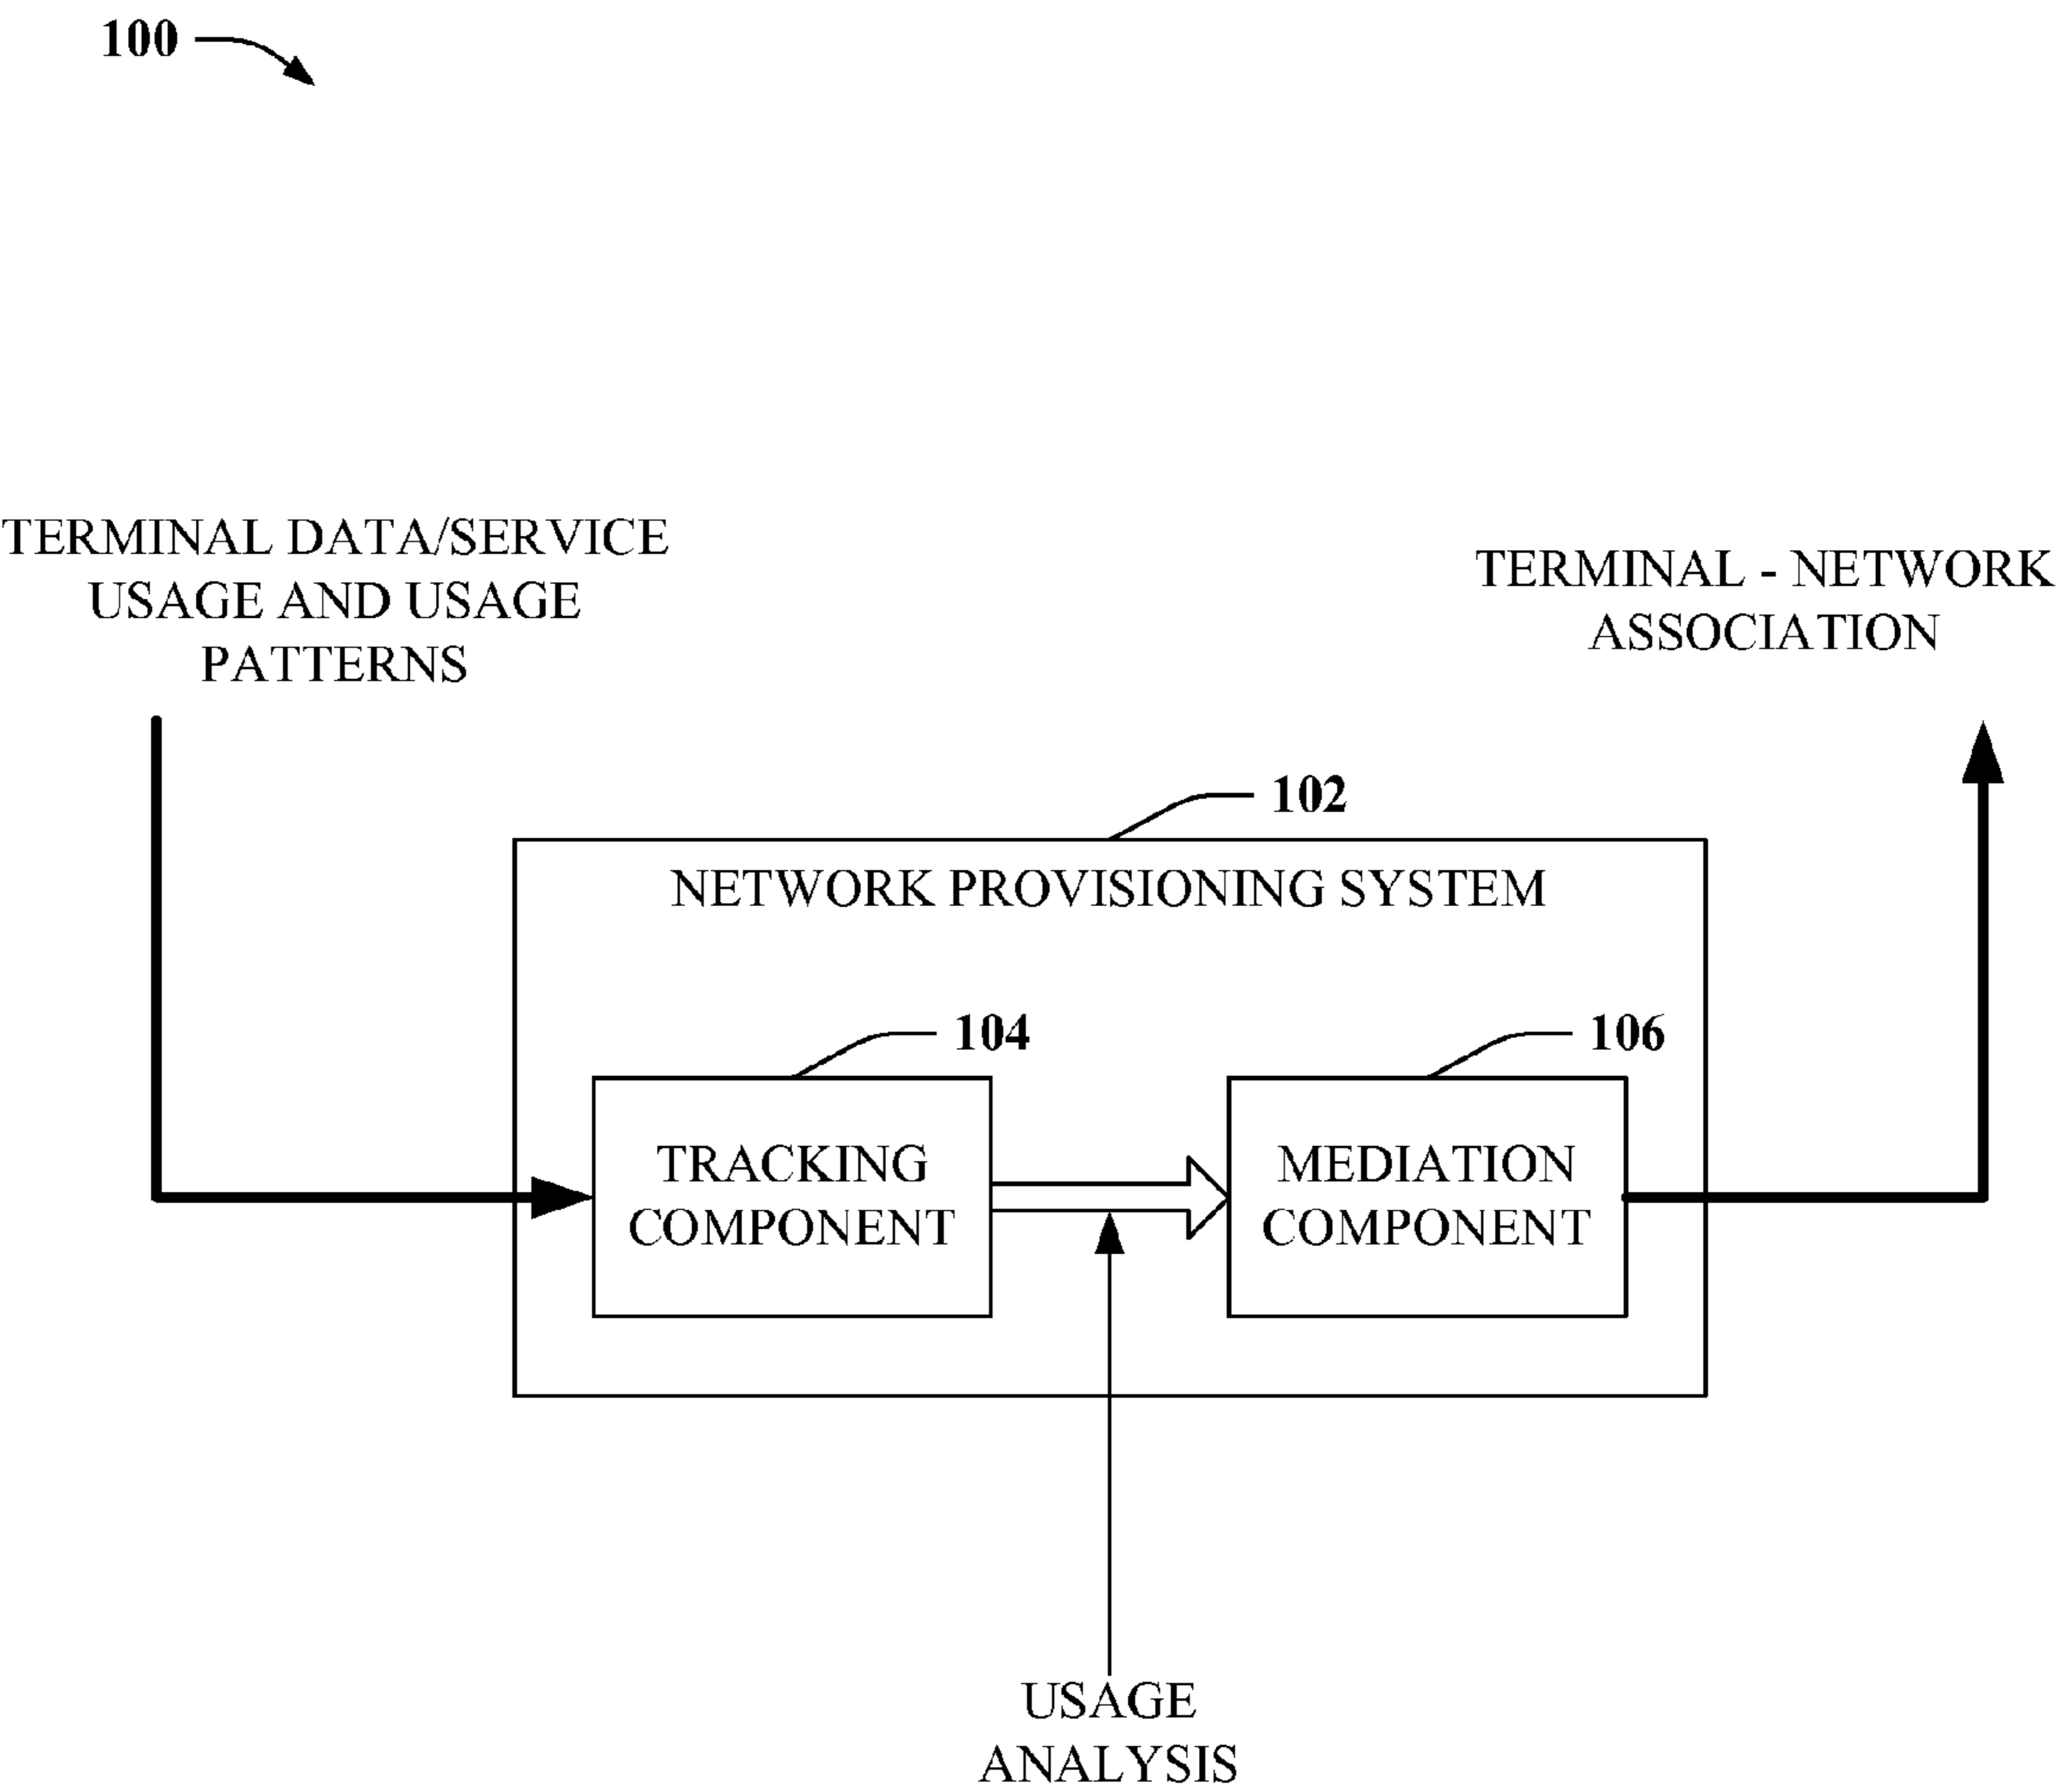 100
TERMINAL DATA/SERVICE
USAGE AND USAGE
PATTERNS
TERMINAL - NETWORK
ASSOCIATION
102
NETWORK PROVISIONING SYSTEM
104
106
TRACKING
COMPONENT
MEDIATION
COMPONENT
USAGE
ANALYSIS